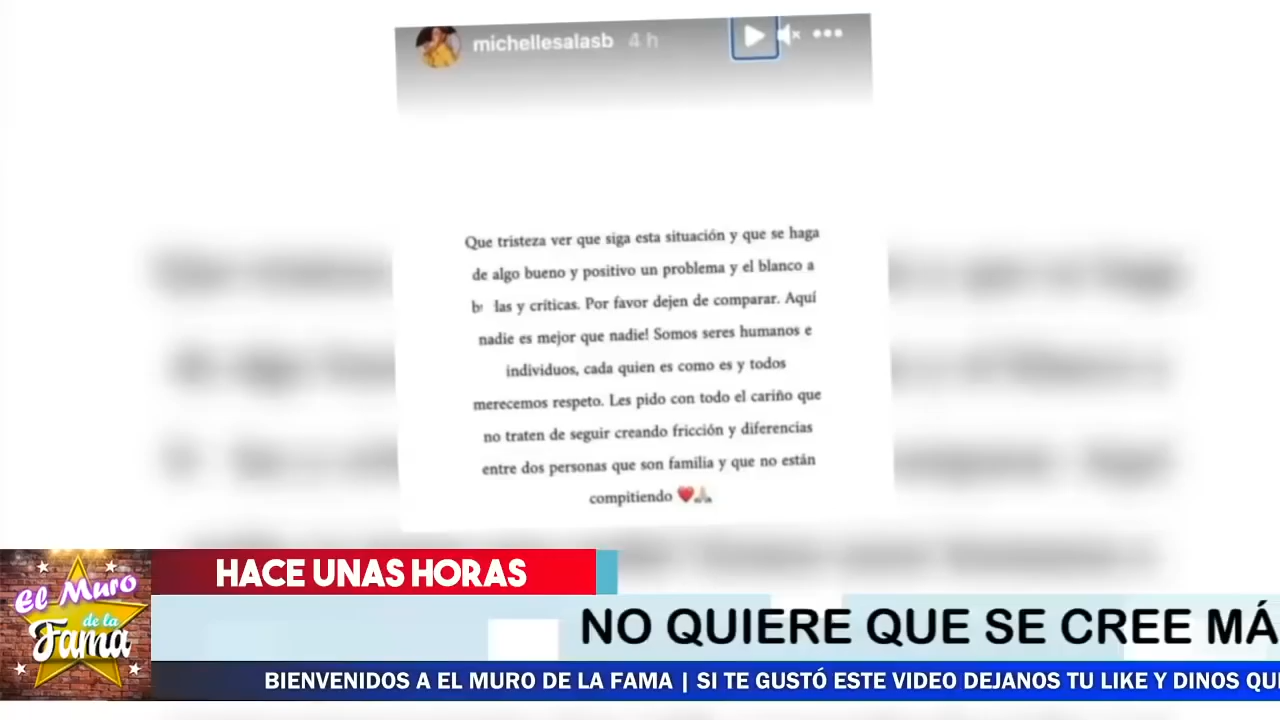 michellesalasb 4 h
Que tristeza ver que siga esta situación y que se haga
de algo bueno y positivo un problema y el blanco a
las y críticas. Por favor dejen de comparar. Aquí
nadie es mejor que nadie! Somos seres humanos e
individuos, cada quien es como es y todos
merecemos respeto. Les pido con todo el cariño que
no traten de seguir creando fricción y diferencias
entre dos personas que son familia y que no están
compitiendo ❤️🙏🏼
HACE UNAS HORAS
El Muro
de la
Fama
NO QUIERE QUE SE CREE MÁ
BIENVENIDOS A EL MURO DE LA FAMA | SI TE GUSTÓ ESTE VIDEO DEJANOS TU LIKE Y DINOS QU